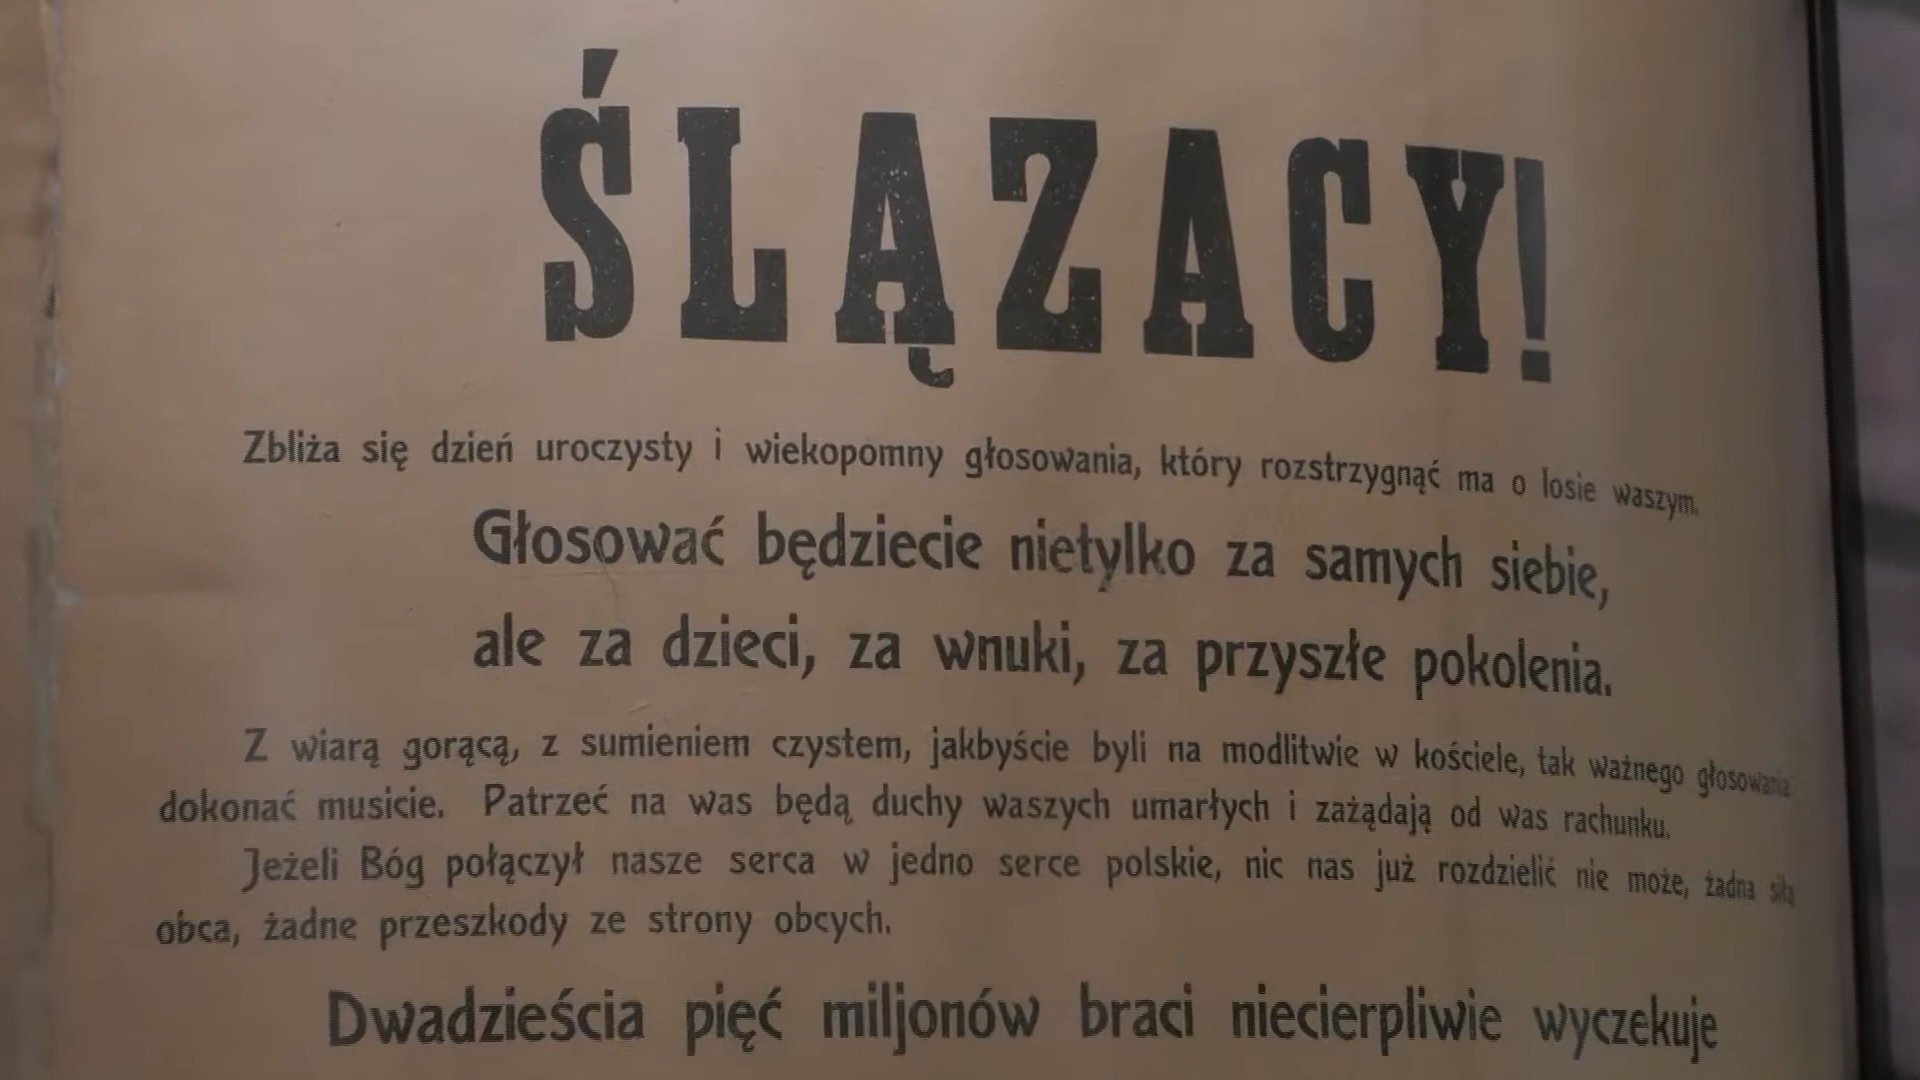 ŚLĄZACY!
Zbliża się dzień uroczysty i wiekopomny głosowania, który rozstrzygnąć ma o losie waszym.
Głosować będziecie nietylko za samych siebie,
ale za dzieci, za wnuki, za przyszłe pokolenia.
Z wiarą gorącą, z sumieniem czystem, jakbyście byli na modlitwie w kościele, tak ważnego głosowania
dokonać musicie. Patrzeć na was będą duchy waszych umarłych i zażądają od was rachunku.
Jeżeli Bóg połączył nasze serca w jedno serce polskie, nic nas już rozdzielić nie może, żadna siła
obca, żadne przeszkody ze strony obcych.
Dwadzieścia pięć miljonów braci niecierpliwie wyczekuje